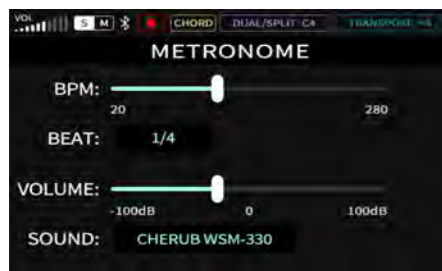 VOL S M CHORD DUAL/SPLIT C4 TRANSPORT -4
METRONOME
BPM:
20 280
BEAT: 1/4
VOLUME:
-100dB 0 100dB
SOUND: CHERUB WSM-330